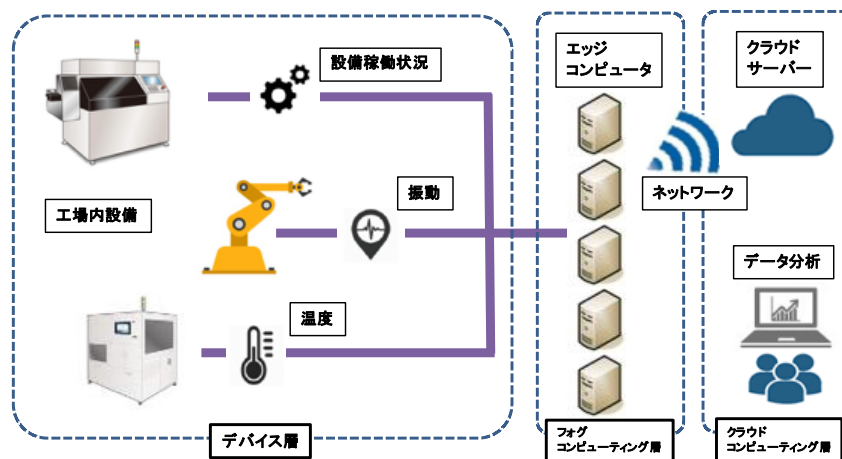 設備稼働状況
エッジ
コンピュータ
クラウド
サーバー
工場内設備
振動
ネットワーク
データ分析
温度
デバイス層
フォグ
コンピューティング層
クラウド
コンピューティング層